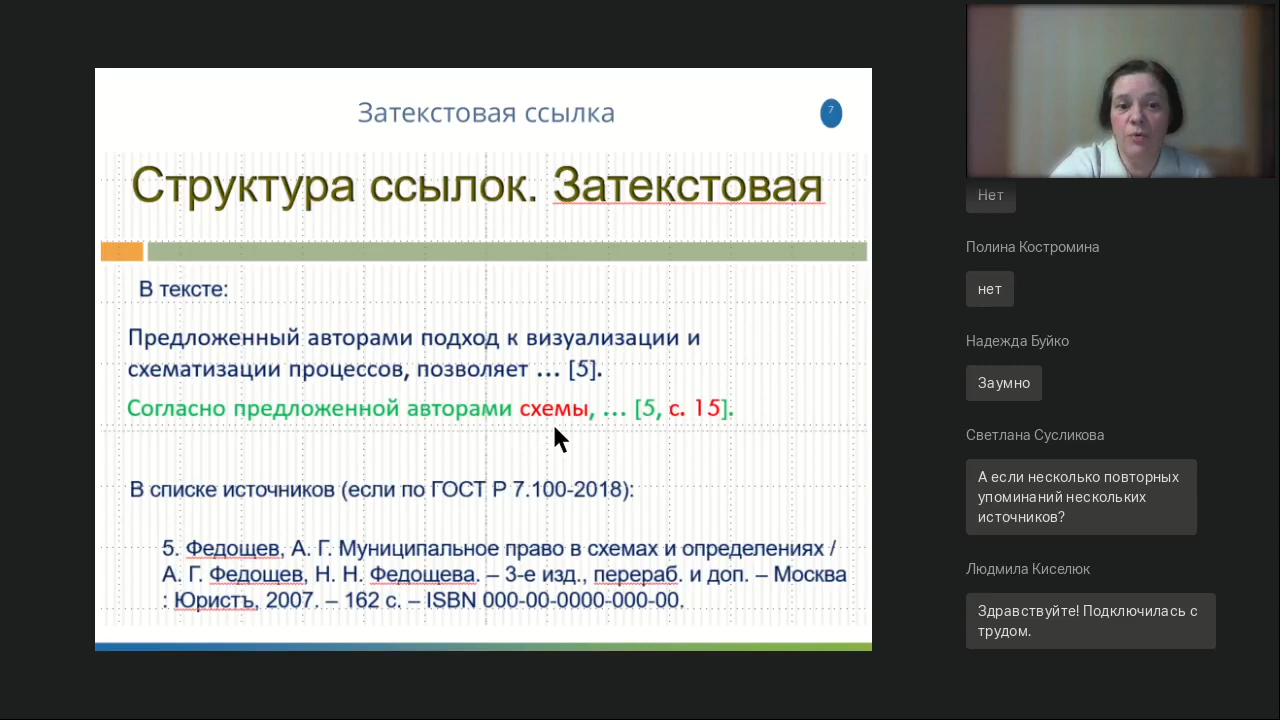 Затекстовая ссылка
7
Структура ссылок. Затекстовая
В тексте:
Предложенный авторами подход к визуализации и
схематизации процессов, позволяет … [5].
Согласно предложенной авторами схемы, … [5, с. 15].
В списке источников (если по ГОСТ Р 7.100-2018):
5. Федощев, А. Г. Муниципальное право в схемах и определениях /
А. Г. Федощев, Н. Н. Федощева. – 3-е изд., перераб. и доп. – Москва
: Юристъ, 2007. – 162 с. – ISBN 000-00-0000-000-00.
Нет
Полина Костромина
нет
Надежда Буйко
Заумно
Светлана Сусликова
А если несколько повторных
упоминаний нескольких
источников?
Людмила Киселюк
Здравствуйте! Подключилась с
трудом.